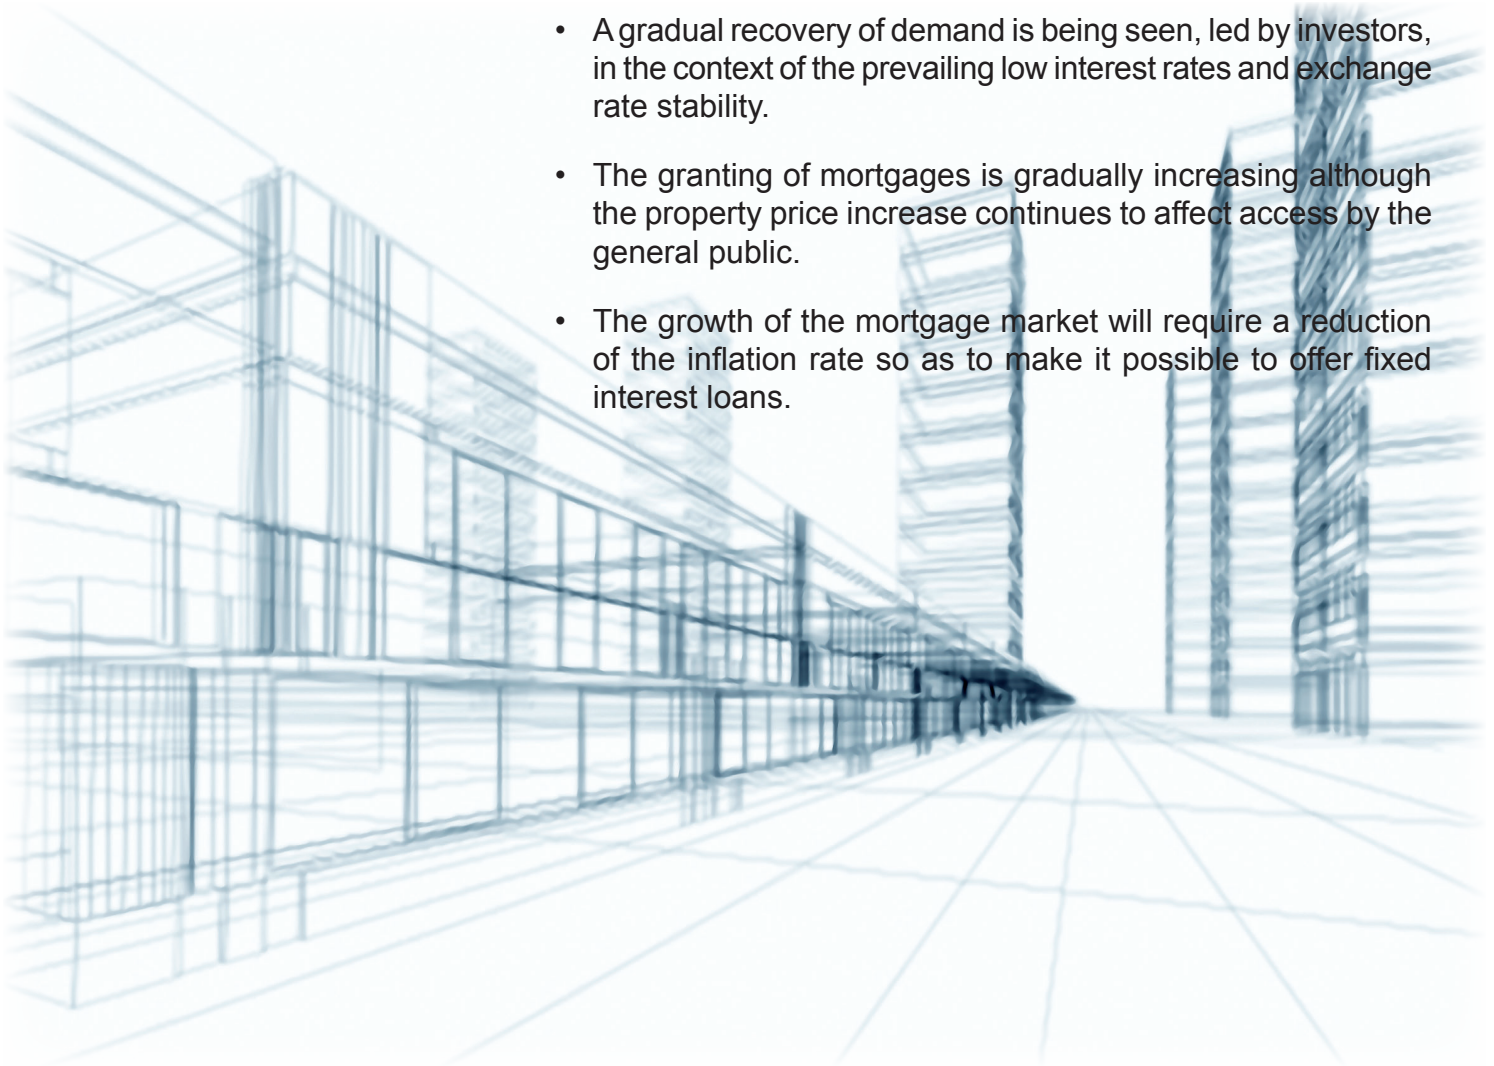 • A gradual recovery of demand is being seen, led by investors,
in the context of the prevailing low interest rates and exchange
rate stability.
• The granting of mortgages is gradually increasing although
the property price increase continues to affect access by the
general public.
• The growth of the mortgage market will require a reduction
of the inflation rate so as to make it possible to offer fixed
interest loans.